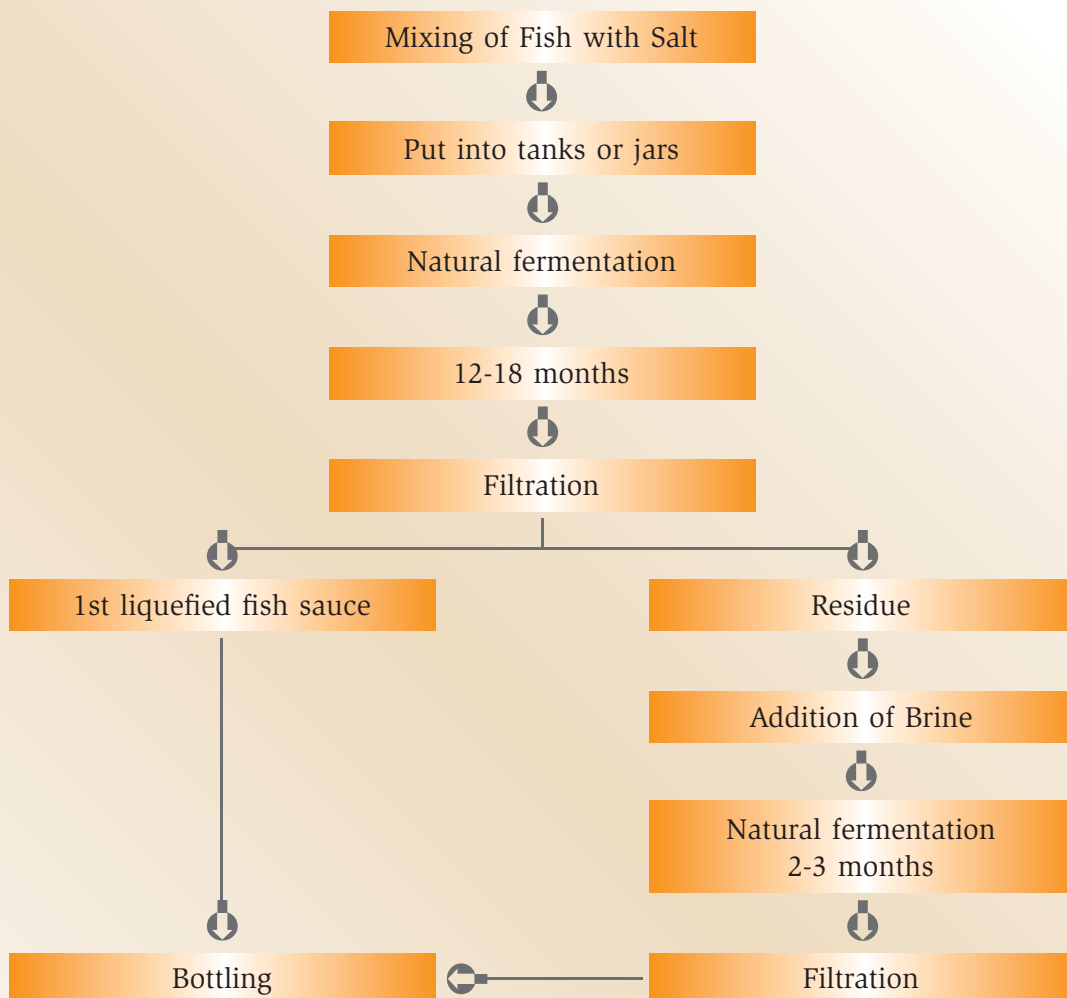 Mixing of Fish with Salt
Put into tanks or jars
Natural fermentation
12-18 months
Filtration
1st liquefied fish sauce
Residue
Addition of Brine
Natural fermentation
2-3 months
Bottling
Filtration